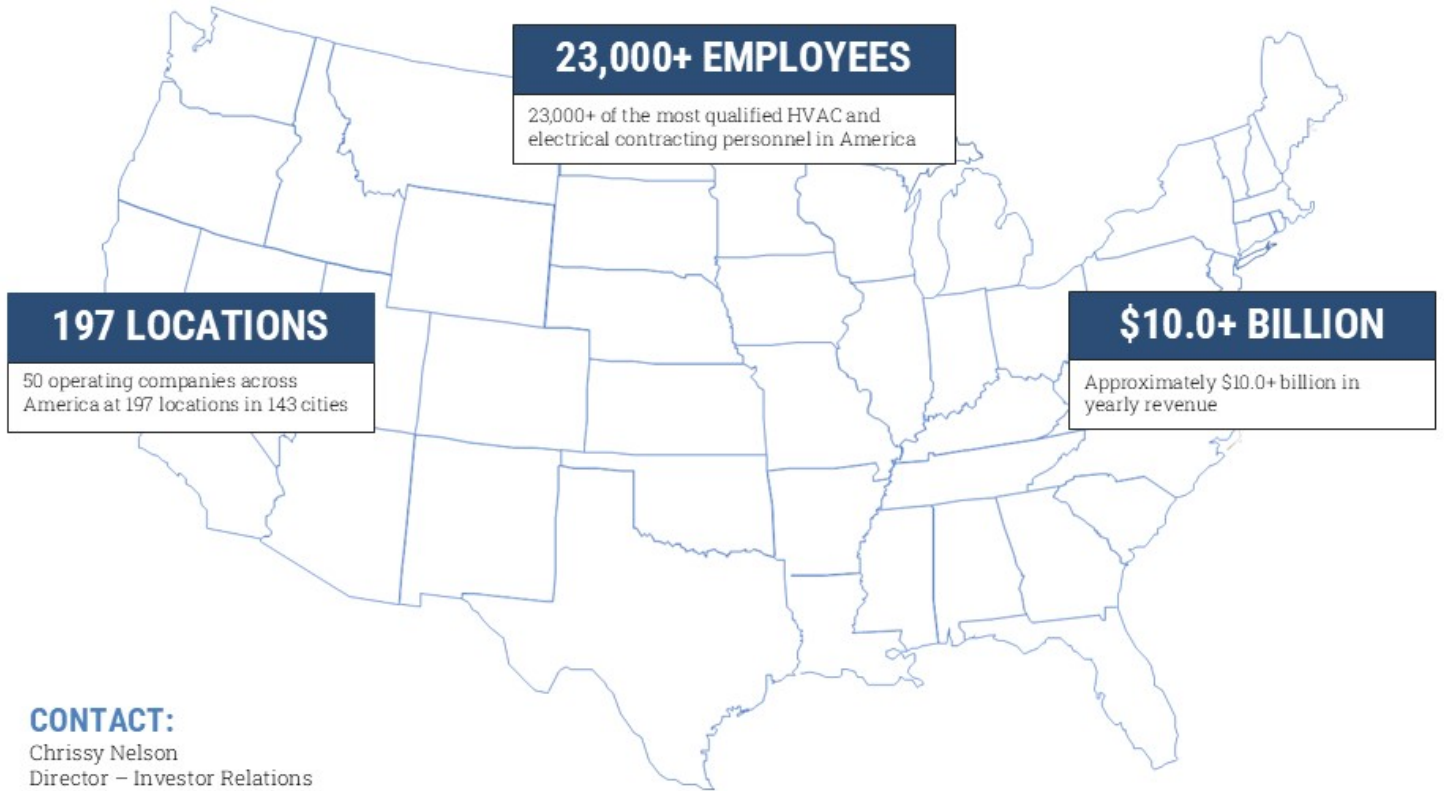 23,000+ EMPLOYEES
23,000+ of the most qualified HVAC and
electrical contracting personnel in America
197 LOCATIONS
50 operating companies across
America at 197 locations in 143 cities
$10.0+ BILLION
Approximately $10.0+ billion in
yearly revenue
CONTACT:
Chrissy Nelson
Director – Investor Relations